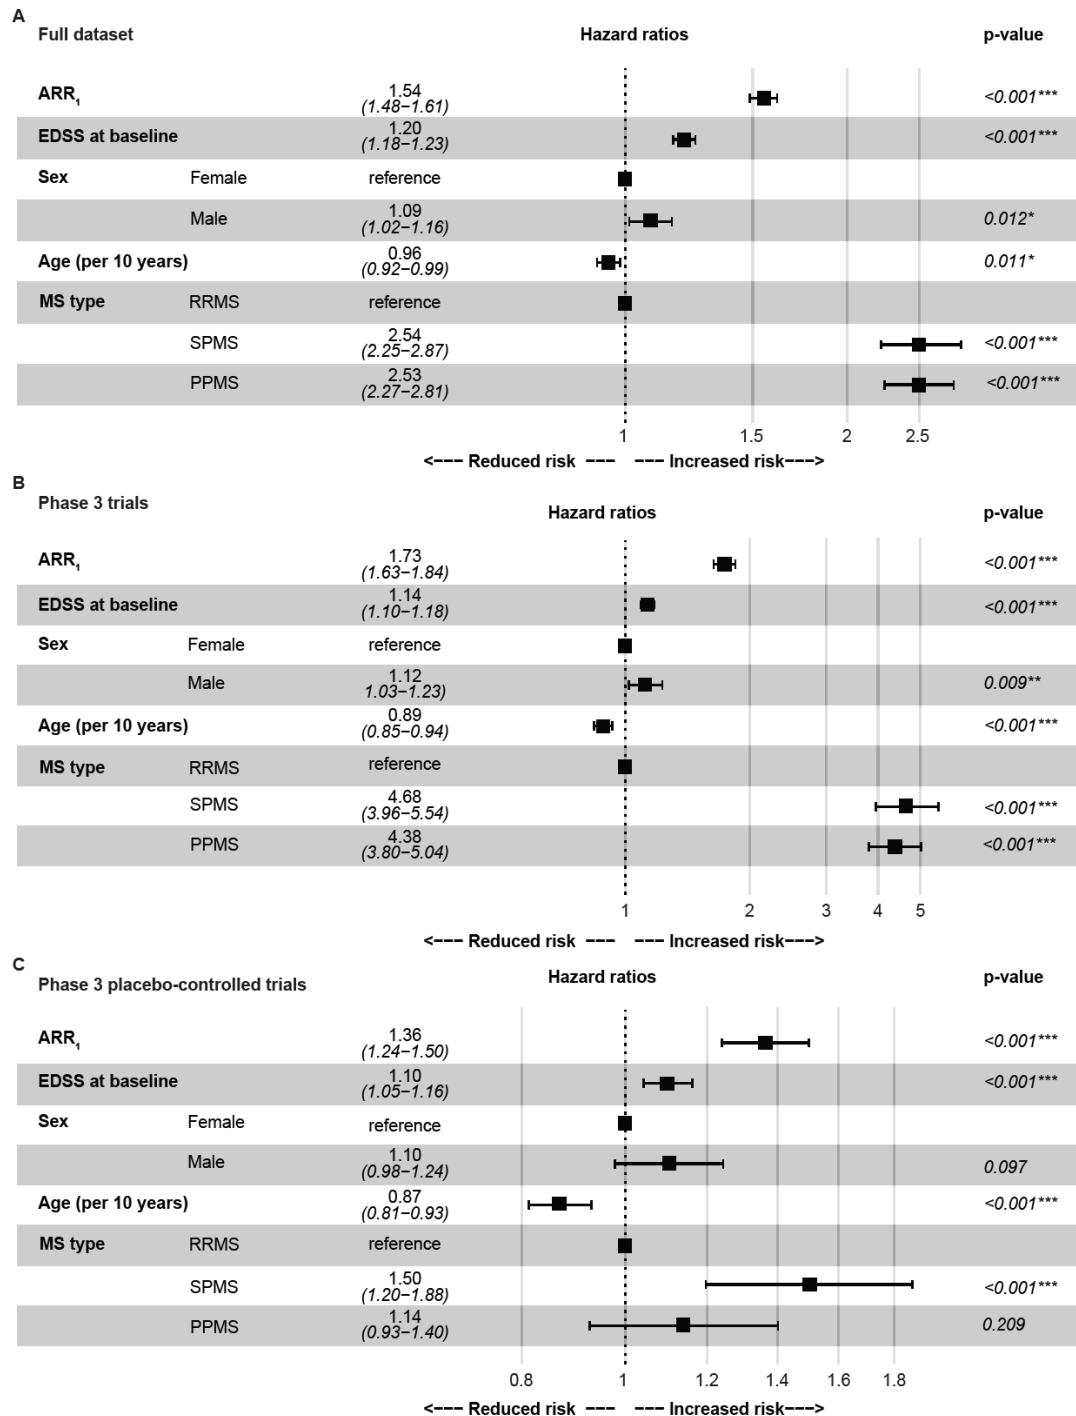 A
Full dataset Hazard ratios p-value
ARR1 1.54 <0.001***
(1.48−1.61)
EDSS at baseline 1.20 <0.001***
(1.18−1.23)
Sex Female reference
Male 1.09 0.012*
(1.02−1.16)
Age (per 10 years) 0.96 0.011*
(0.92−0.99)
MS type RRMS reference
SPMS 2.54 <0.001***
(2.25−2.87)
PPMS 2.53 <0.001***
(2.27−2.81)
1 1.5 2 2.5
<−−− Reduced risk −−− −−− Increased risk−−−>
B
Phase 3 trials Hazard ratios p-value
ARR1 1.73 <0.001***
(1.63−1.84)
EDSS at baseline 1.14 <0.001***
(1.10−1.18)
Sex Female reference
Male 1.12 0.009**
1.03−1.23)
Age (per 10 years) 0.89 <0.001***
(0.85−0.94)
MS type RRMS reference
SPMS 4.68 <0.001***
(3.96−5.54)
PPMS 4.38 <0.001***
(3.80−5.04)
1 2 3 4 5
<−−− Reduced risk −−− −−− Increased risk−−−>
C
Phase 3 placebo-controlled trials Hazard ratios p-value
ARR1 1.36 <0.001***
(1.24−1.50)
EDSS at baseline 1.10 <0.001***
(1.05−1.16)
Sex Female reference
Male 1.10 0.097
(0.98−1.24)
Age (per 10 years) 0.87 <0.001***
(0.81−0.93)
MS type RRMS reference
SPMS 1.50 <0.001***
(1.20−1.88)
PPMS 1.14 0.209
(0.93−1.40)
0.8 1 1.2 1.4 1.6 1.8
<−−− Reduced risk −−− −−− Increased risk−−−>